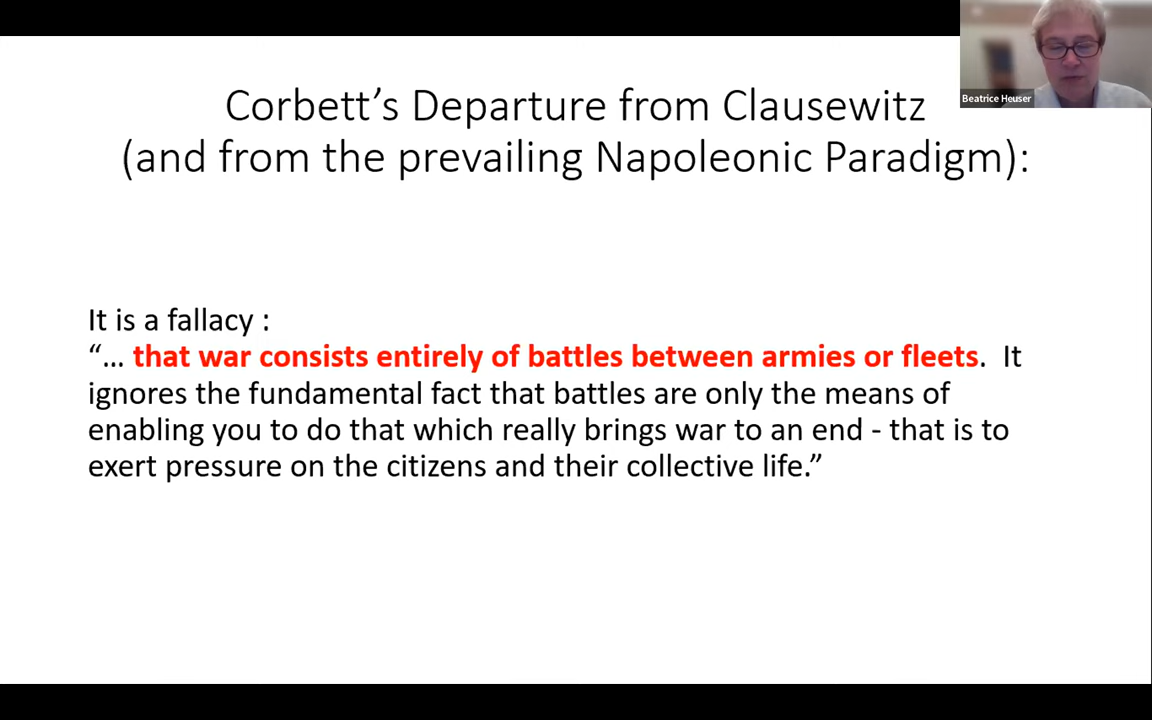 Beatrice Heuser
Corbett’s Departure from Clausewitz
(and from the prevailing Napoleonic Paradigm):
It is a fallacy :
“... that war consists entirely of battles between armies or fleets.  It
ignores the fundamental fact that battles are only the means of
enabling you to do that which really brings war to an end - that is to
exert pressure on the citizens and their collective life.”